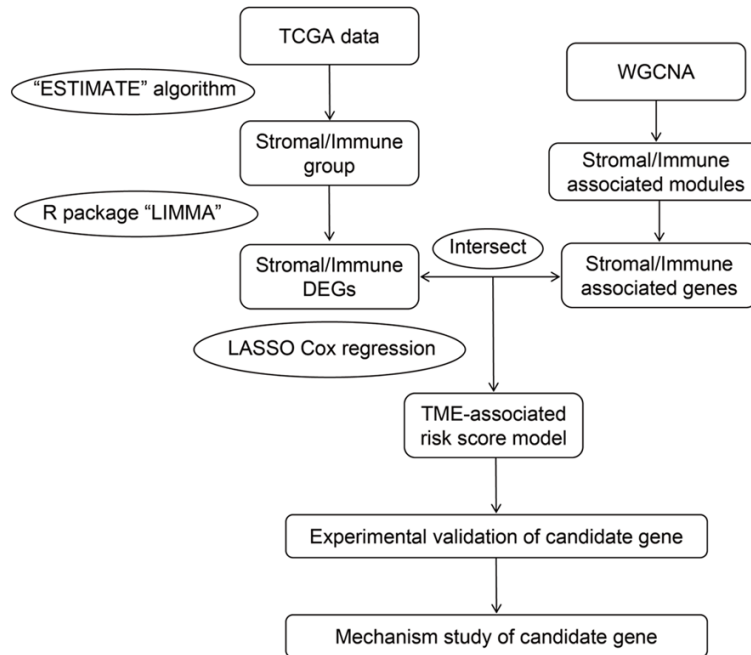 TCGA data
"ESTIMATE" algorithm
WGCNA
Stromal/Immune
group
Stromal/Immune
associated modules
R package "LIMMA"
Intersect
Stromal/Immune
DEGs
Stromal/Immune
associated genes
LASSO Cox regression
TME-associated
risk score model
Experimental validation of candidate gene
Mechanism study of candidate gene